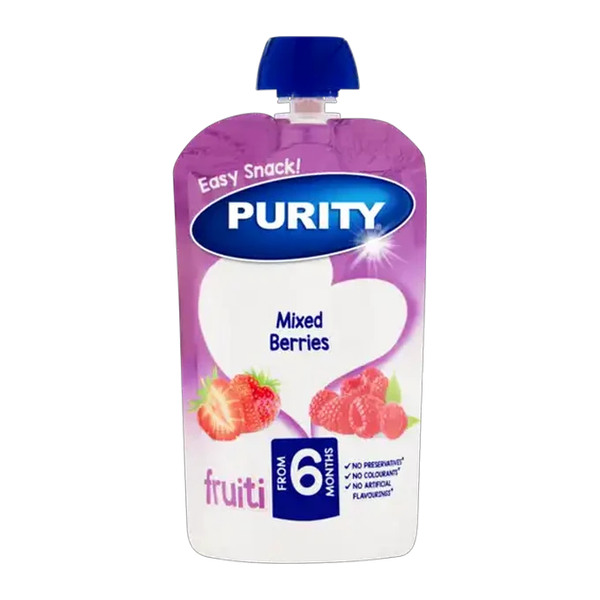 Easy Snack!
PURITY
Mixed
Berries
fruiti
FROM
6
MONTHS
✓ NO PRESERVATIVES*
✓ NO COLOURANTS*
✓ NO ARTIFICIAL
FLAVOURINGS*